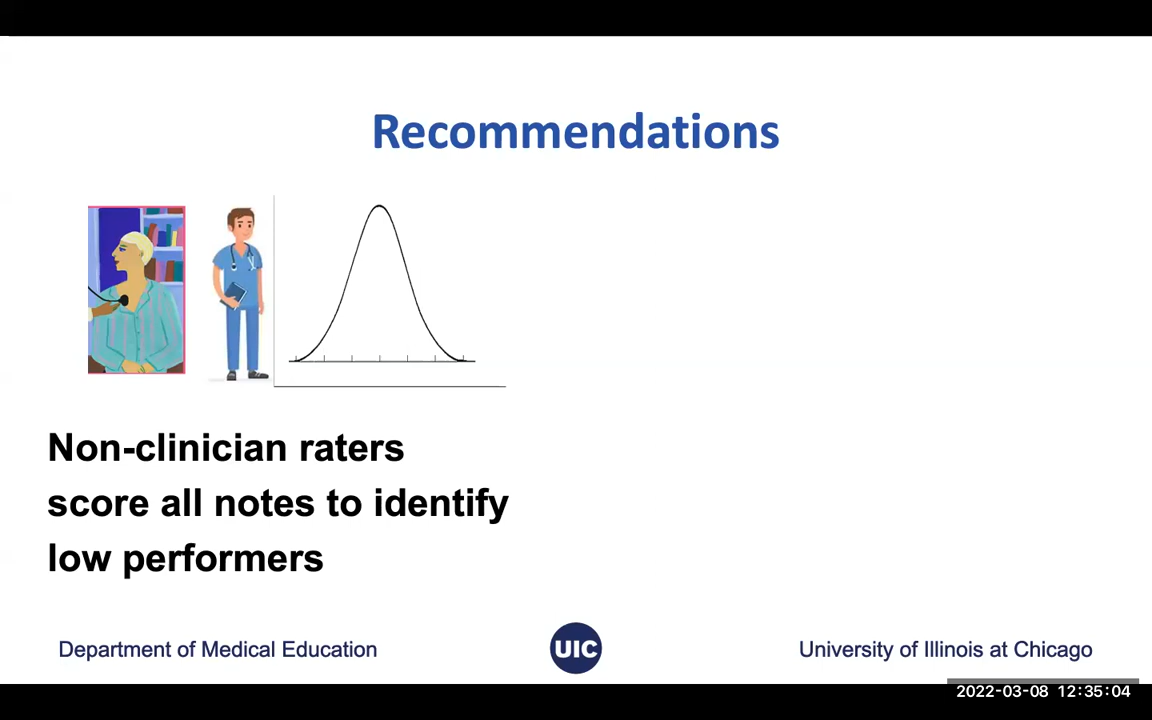 Recommendations
Non-clinician raters
score all notes to identify
low performers
Department of Medical Education
UIC
University of Illinois at Chicago
2022-03-08 12:35:04